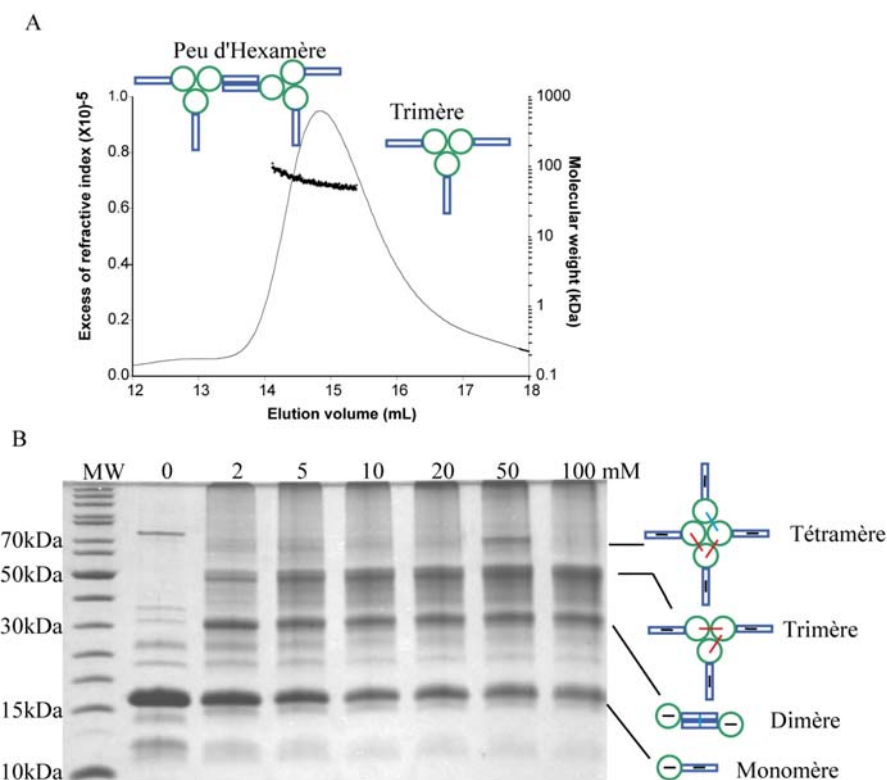 A
Peu d'Hexamère
Trimère
Excess of refractive index (X10)-5
1.0
0.8
0.6
0.4
0.2
0.0
12
13
14
15
16
17
18
Elution volume (mL)
1000
100
10
1
0.1
Molecular weight (kDa)
B
MW 0 2 5 10 20 50 100 mM
70kDa
50kDa
30kDa
15kDa
10kDa
Tétramère
Trimère
Dimère
Monomère